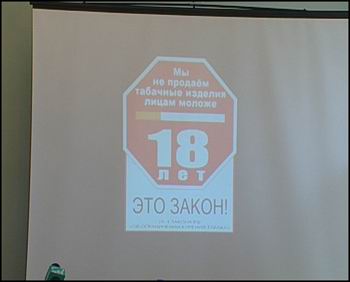 Мы
не продаём
табачные изделия
лицам моложе
18
лет
ЭТО ЗАКОН!